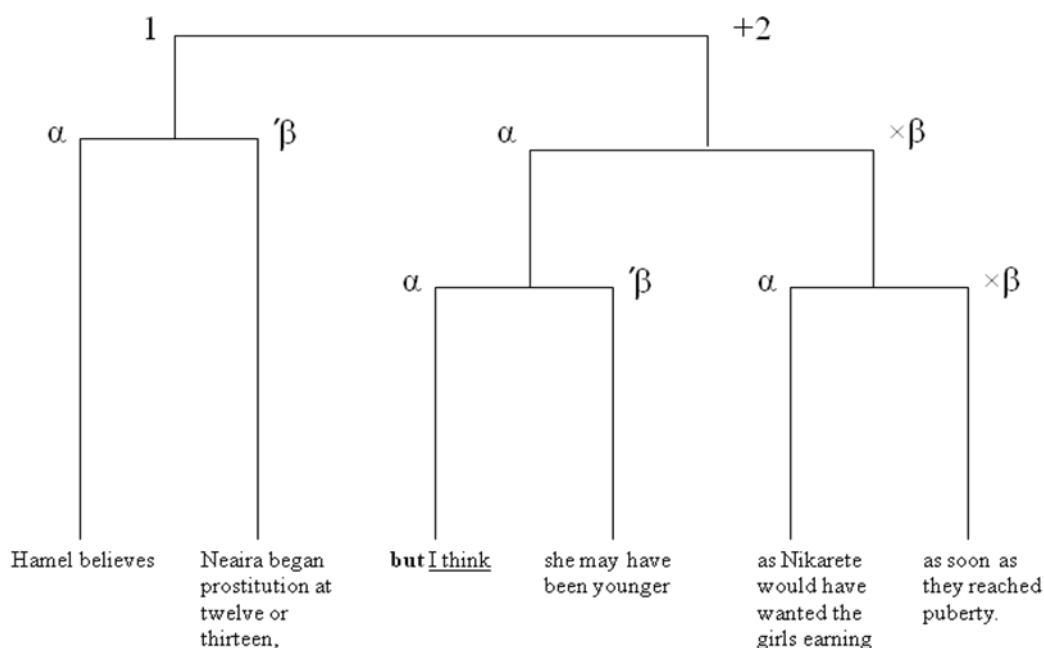 1 +2
α ′β α ×β
α ′β α ×β
Hamel believes
Neaira began
prostitution at
twelve or
thirteen,
but I think
she may have
been younger
as Nikarete
would have
wanted the
girls earning
as soon as
they reached
puberty.